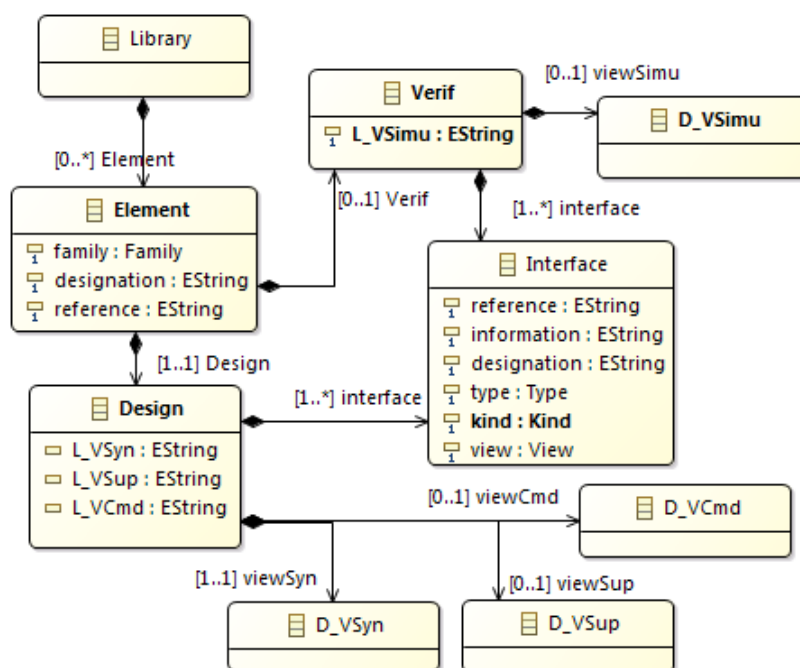 Library
[0..*] Element
Element
family : Family
designation : EString
reference : EString
[0..1] Verif
Verif
L_VSimu : EString
[0..1] viewSimu
D_VSimu
[1..*] interface
Interface
reference : EString
information : EString
designation : EString
type : Type
kind : Kind
view : View
[1..1] Design
Design
L_VSyn : EString
L_VSup : EString
L_VCmd : EString
[1..*] interface
[0..1] viewCmd
D_VCmd
[1..1] viewSyn
D_VSyn
[0..1] viewSup
D_VSup